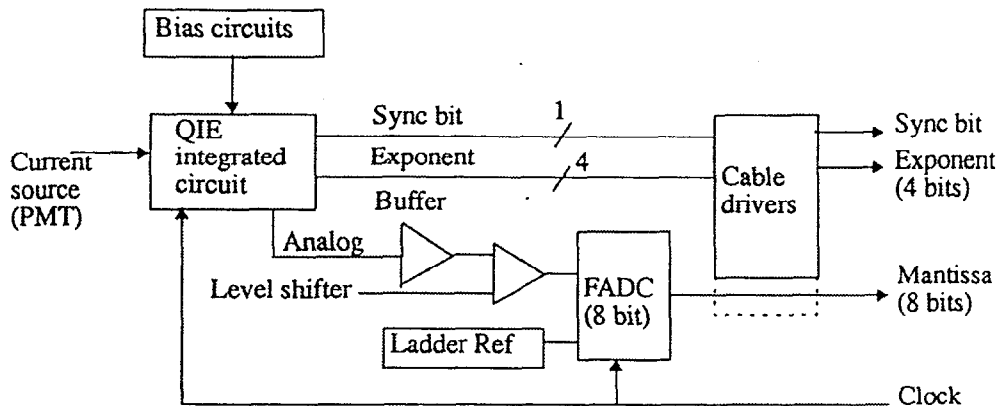 Bias circuits
QIE
integrated
circuit
Current
source
(PMT)
Sync bit
1
Exponent
4
Buffer
Analog
Level shifter
Ladder Ref
FADC
(8 bit)
Cable
drivers
Sync bit
Exponent
(4 bits)
Mantissa
(8 bits)
Clock